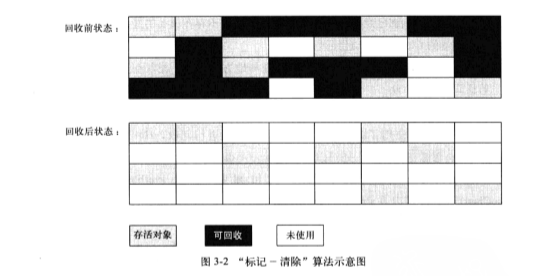 回收前状态：
回收后状态：
存活对象
可回收
未使用
图 3-2 “标记－清除”算法示意图